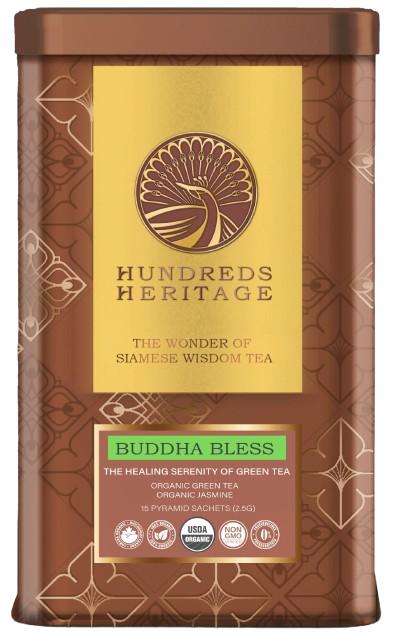 HUNDREDS
HERITAGE
THE WONDER OF
SIAMESE WISDOM TEA
BUDDHA BLESS
THE HEALING SERENITY OF GREEN TEA
ORGANIC GREEN TEA
ORGANIC JASMINE
15 PYRAMID SACHETS (2.5G)
USDA
ORGANIC
NON
GMO
0%